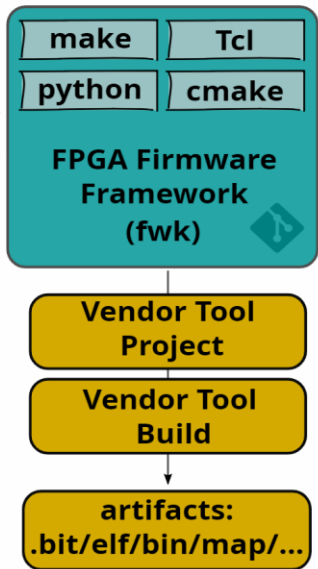 make
Tcl
python
cmake
FPGA Firmware
Framework
(fwk)
Vendor Tool
Project
Vendor Tool
Build
artifacts:
.bit/elf/bin/map/...